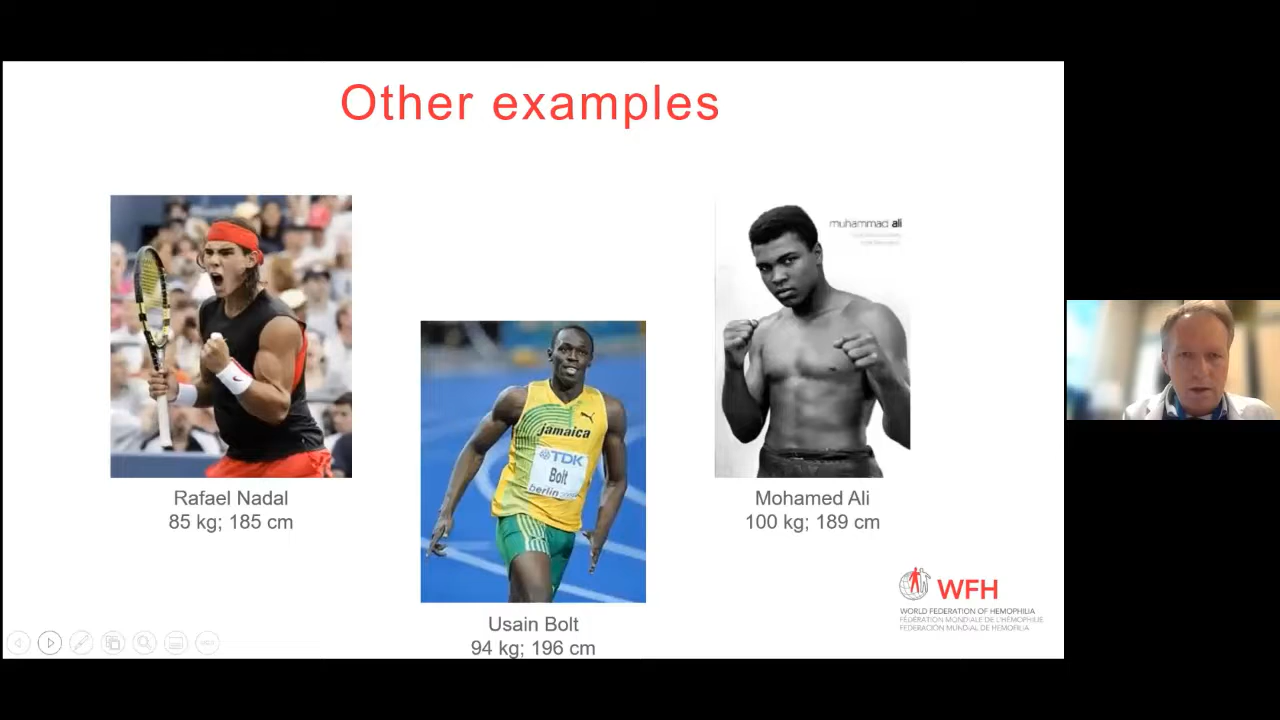 Other examples
muhammad ali
jamaica
TDK
Bolt
berlin
Rafael Nadal
85 kg; 185 cm
Usain Bolt
94 kg; 196 cm
Mohamed Ali
100 kg; 189 cm
WFH
WORLD FEDERATION OF HEMOPHILIA
FÉDÉRATION MONDIALE DE L'HÉMOPHILIE
FEDERACIÓN MUNDIAL DE HEMOFILIA